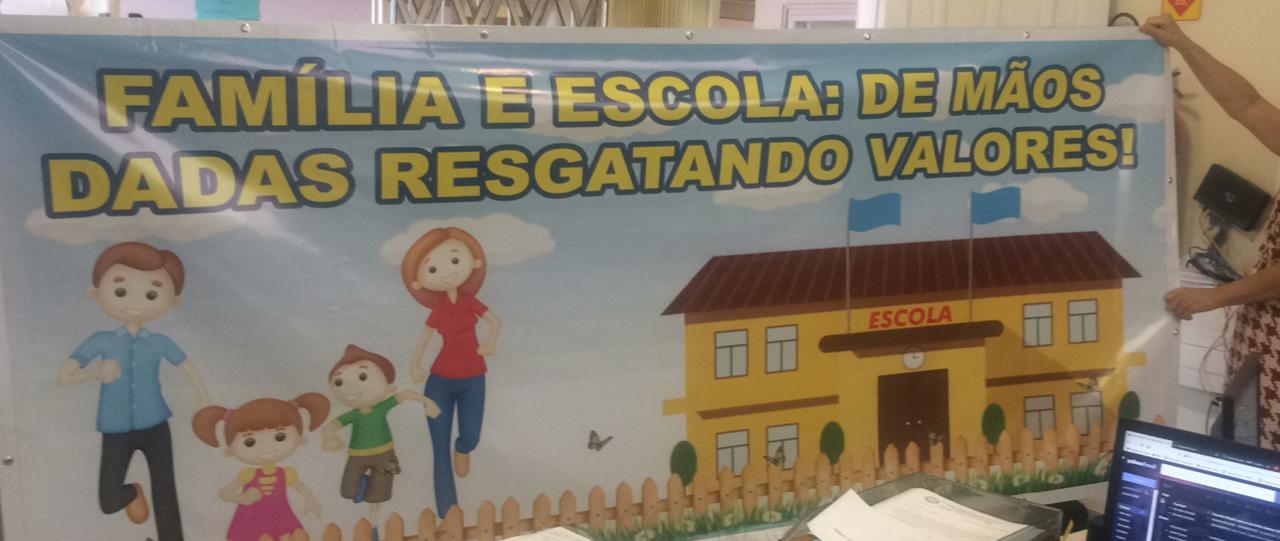 FAMÍLIA E ESCOLA: DE MÃOS
DADAS RESGATANDO VALORES!
ESCOLA